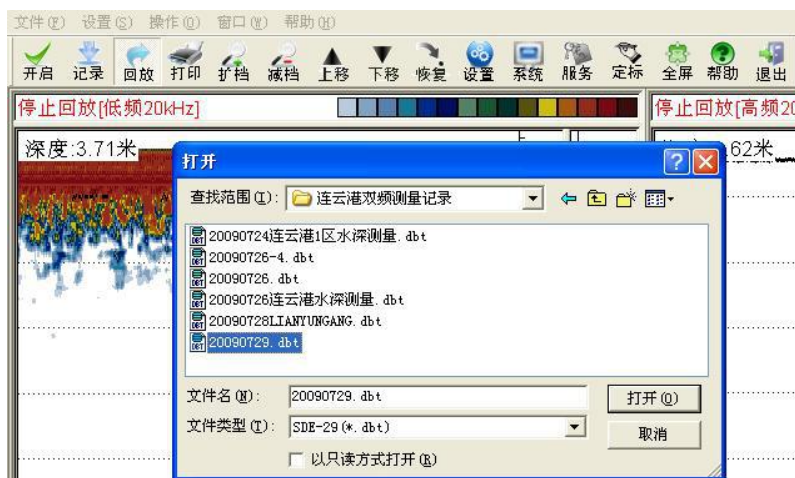 文件(F) 设置(S) 操作(O) 窗口(W) 帮助(H)
开启 记录 回放 打印 扩档 减档 上移 下移 恢复 设置 系统 服务 定标 全屏 帮助 退出
停止回放[低频20kHz] 停止回放[高频20
深度:3.71米 62米
打开
查找范围(I): 连云港双频测量记录
20090724连云港1区水深测量.dbt
20090726-4.dbt
20090726.dbt
20090726连云港水深测量.dbt
20090728LIANYUNGANG.dbt
20090729.dbt
文件名(N): 20090729.dbt 打开(O)
文件类型(T): SDE-29(*.dbt) 取消
以只读方式打开(R)